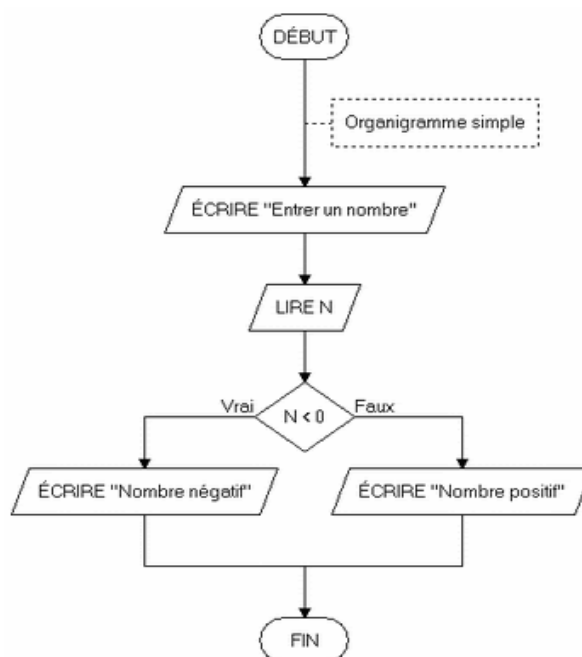 DÉBUT
Organigramme simple
ÉCRIRE "Entrer un nombre"
LIRE N
Vrai
N < 0
Faux
ÉCRIRE "Nombre négatif"
ÉCRIRE "Nombre positif"
FIN